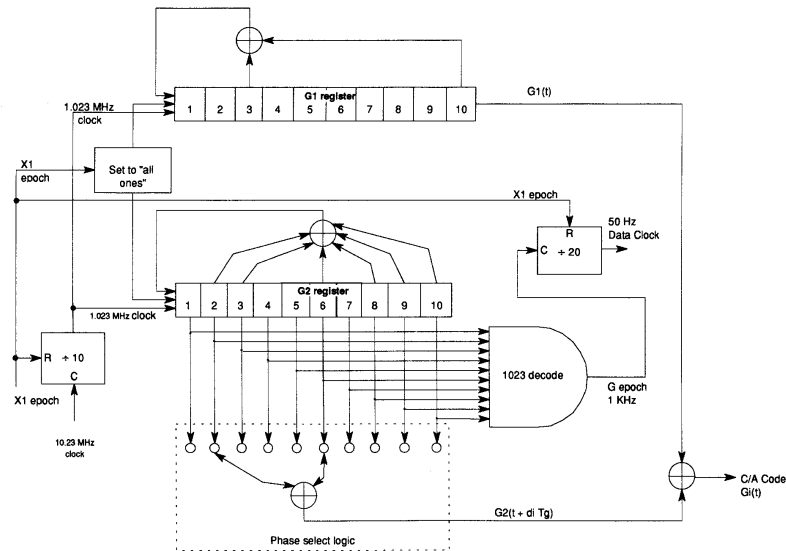 G1(t)
G1 register
1 2 3 4 5 6 7 8 9 10
1.023 MHz
clock
X1
epoch
Set to "all
ones"
X1 epoch
50 Hz
Data Clock
R
C ÷ 20
G2 register
1 2 3 4 5 6 7 8 9 10
1.023 MHz clock
R ÷ 10
C
1023 decode
G epoch
1 KHz
X1 epoch
10.23 MHz
clock
C/A Code
Gi(t)
G2(t + di Tg)
Phase select logic